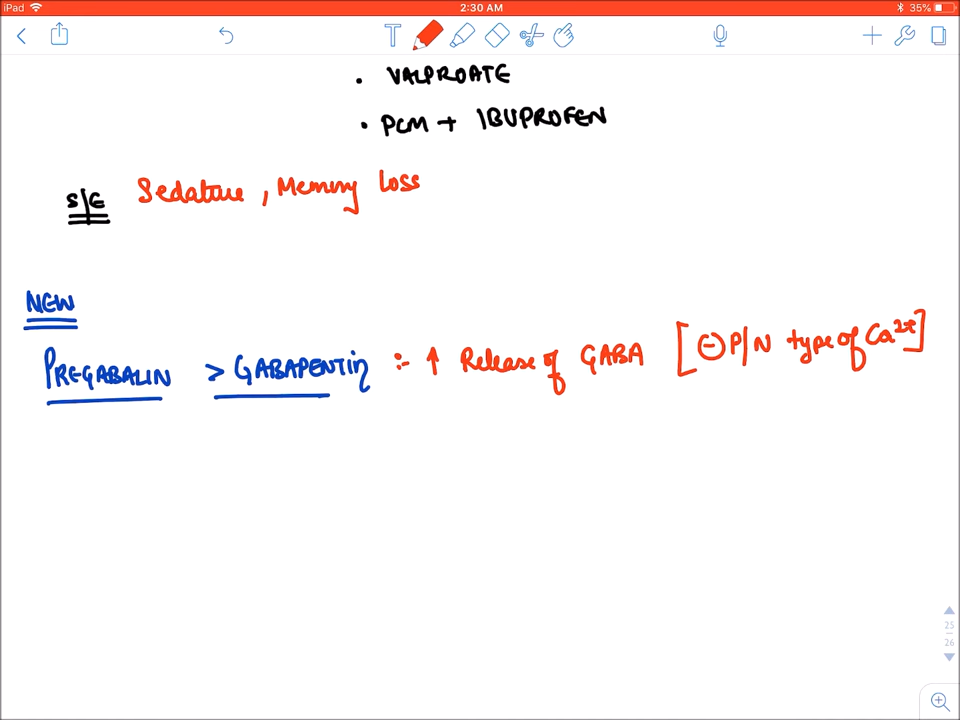 iPad 2:30 AM 35%
T
• VALPROATE
• PCM + IBUPROFEN
S/E Sedature, Memory Loss
NEW
PREGABALIN > GABAPENTIN :- ↑ Release of GABA [⊖ P/N type of Ca²⁺]
25
26